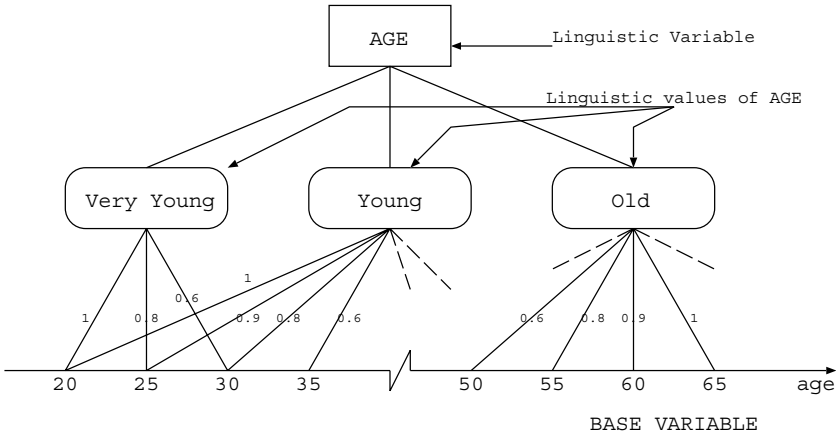 AGE
Linguistic Variable
Linguistic values of AGE
Very Young
Young
Old
1
0.6
1
0.8
0.9
0.8
0.6
0.6
0.8
0.9
1
20
25
30
35
50
55
60
65
age
BASE VARIABLE